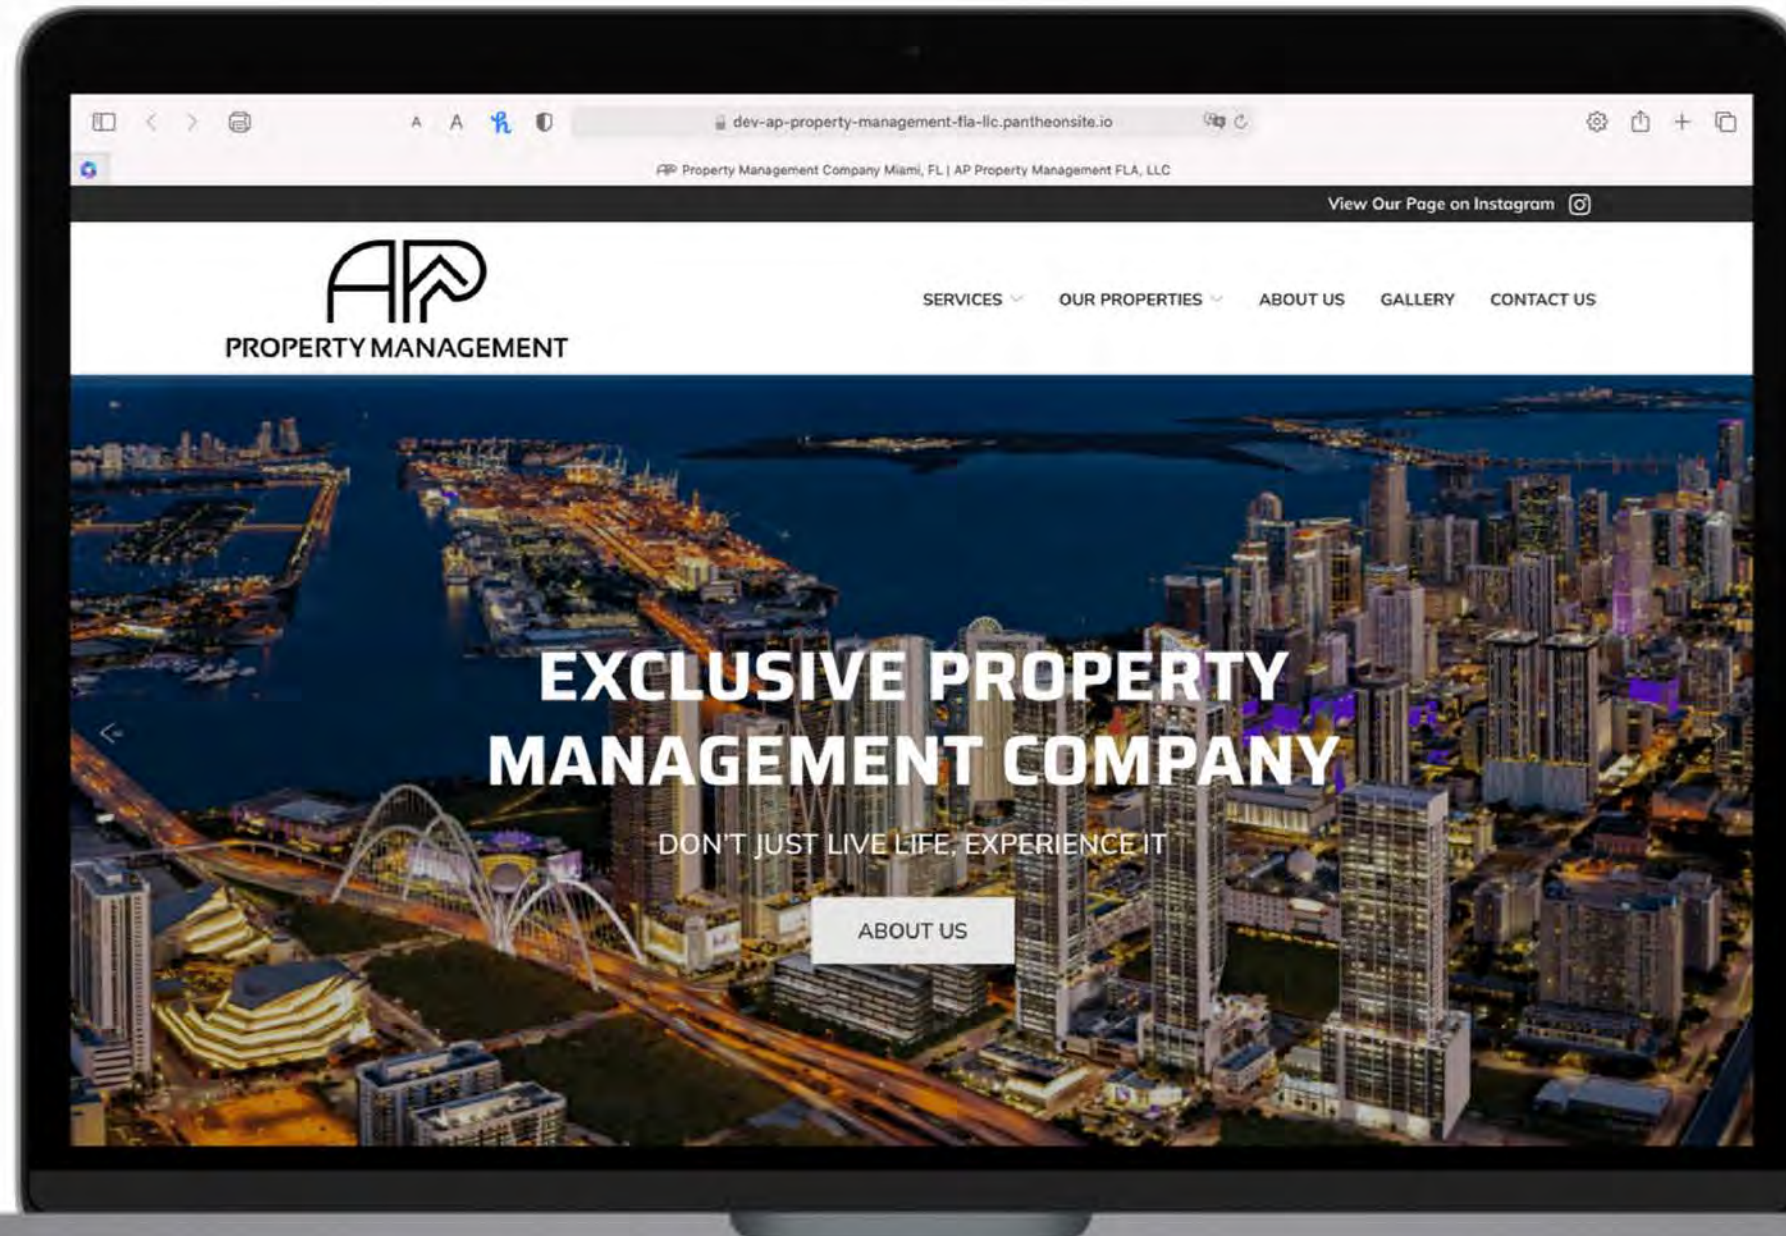 A A
dev-ap-property-management-fla-llc.pantheonsite.io
AP Property Management Company Miami, FL | AP Property Management FLA, LLC
View Our Page on Instagram
AP
PROPERTY MANAGEMENT
SERVICES OUR PROPERTIES ABOUT US GALLERY CONTACT US
EXCLUSIVE PROPERTY
MANAGEMENT COMPANY
DON'T JUST LIVE LIFE, EXPERIENCE IT
ABOUT US